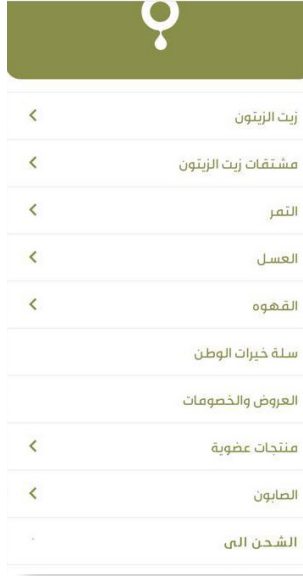 زيت الزيتون
مشتقات زيت الزيتون
التمر
العسل
القهوه
سلة خيرات الوطن
العروض والخصومات
منتجات عضوية
الصابون
الشحن الى